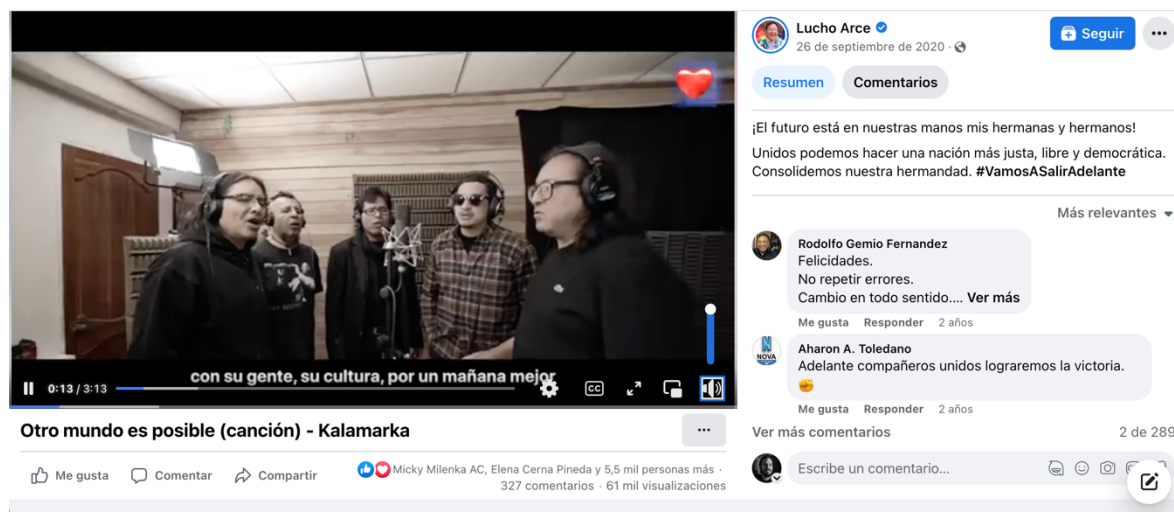 Lucho Arce
26 de septiembre de 2020 ·
Seguir
Resumen
Comentarios
¡El futuro está en nuestras manos mis hermanas y hermanos!
Unidos podemos hacer una nación más justa, libre y democrática.
Consolidemos nuestra hermandad. #VamosASalirAdelante
Más relevantes
Rodolfo Gemio Fernandez
Felicidades.
No repetir errores.
Cambio en todo sentido.... Ver más
Me gusta Responder 2 años
NOVA
Aharon A. Toledano
Adelante compañeros unidos lograremos la victoria.
✊
Me gusta Responder 2 años
Ver más comentarios 2 de 289
Escribe un comentario...
con su gente, su cultura, por un mañana mejor
0:13 / 3:13
CC
Otro mundo es posible (canción) - Kalamarka
Me gusta Comentar Compartir
Micky Milenka AC, Elena Cerna Pineda y 5,5 mil personas más ·
327 comentarios · 61 mil visualizaciones